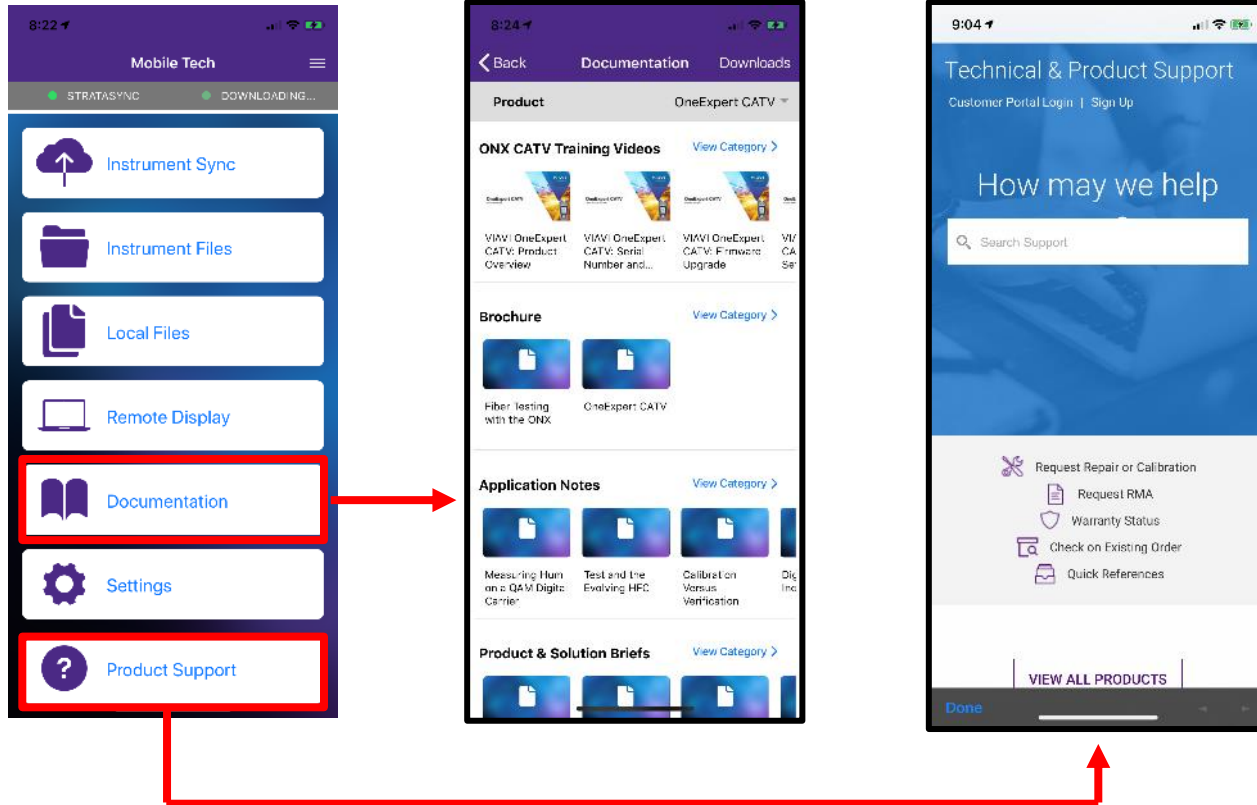 8:22
Mobile Tech
STRATASYNC
DOWNLOADING...
Instrument Sync
Instrument Files
Local Files
Remote Display
Documentation
Settings
?
Product Support
8:24
Back
Documentation
Downloads
Product
OneExpert CATV
ONX CATV Training Videos
View Category
VIAVI OneExpert
CATV: Product
Overview
VIAVI OneExpert
CATV: Serial
Number and...
VIAVI OneExpert
CATV: Firmware
Upgrade
Brochure
View Category
Fiber Testing
with the ONX
OneExpert CATV
Application Notes
View Category
Measuring Hum
on a QAM Digita
Carrier
Test and the
Evolving HFC
Calibration
Versus
Verification
Product & Solution Briefs
View Category
9:04
Technical & Product Support
Customer Portal Login | Sign Up
How may we help
Search Support
Request Repair or Calibration
Request RMA
Warranty Status
Check on Existing Order
Quick References
VIEW ALL PRODUCTS
Done